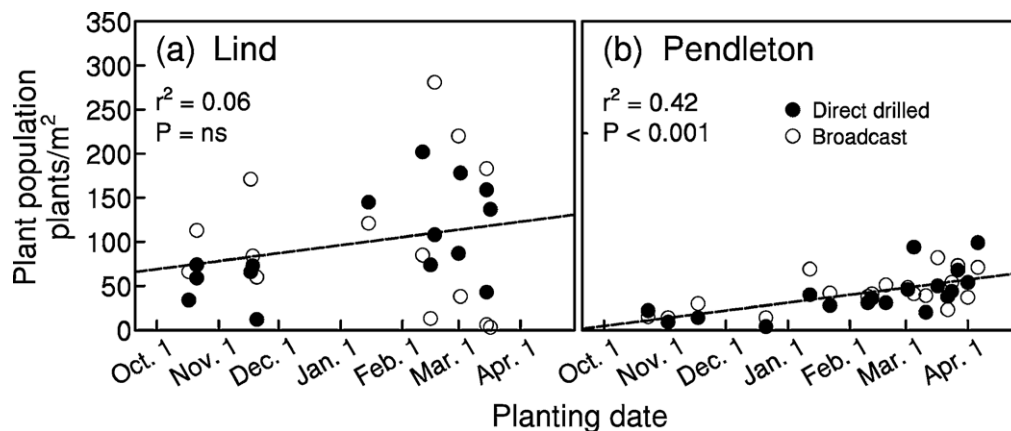 Plant population
plants/m²
350
300
250
200
150
100
50
0
(a) Lind
r² = 0.06
P = ns
Oct. 1
Nov. 1
Dec. 1
Jan. 1
Feb. 1
Mar. 1
Apr. 1
(b) Pendleton
r² = 0.42
P < 0.001
Direct drilled
Broadcast
Oct. 1
Nov. 1
Dec. 1
Jan. 1
Feb. 1
Mar. 1
Apr. 1
Planting date